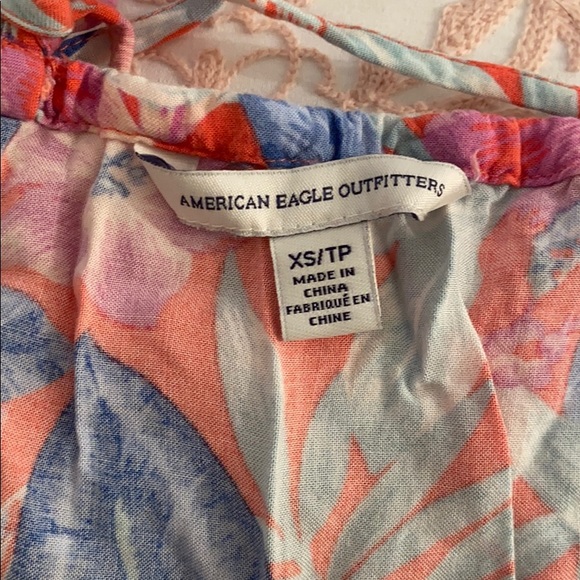 AMERICAN EAGLE OUTFITTERS
XS/TP
MADE IN
CHINA
FABRIQUÉ EN
CHINE